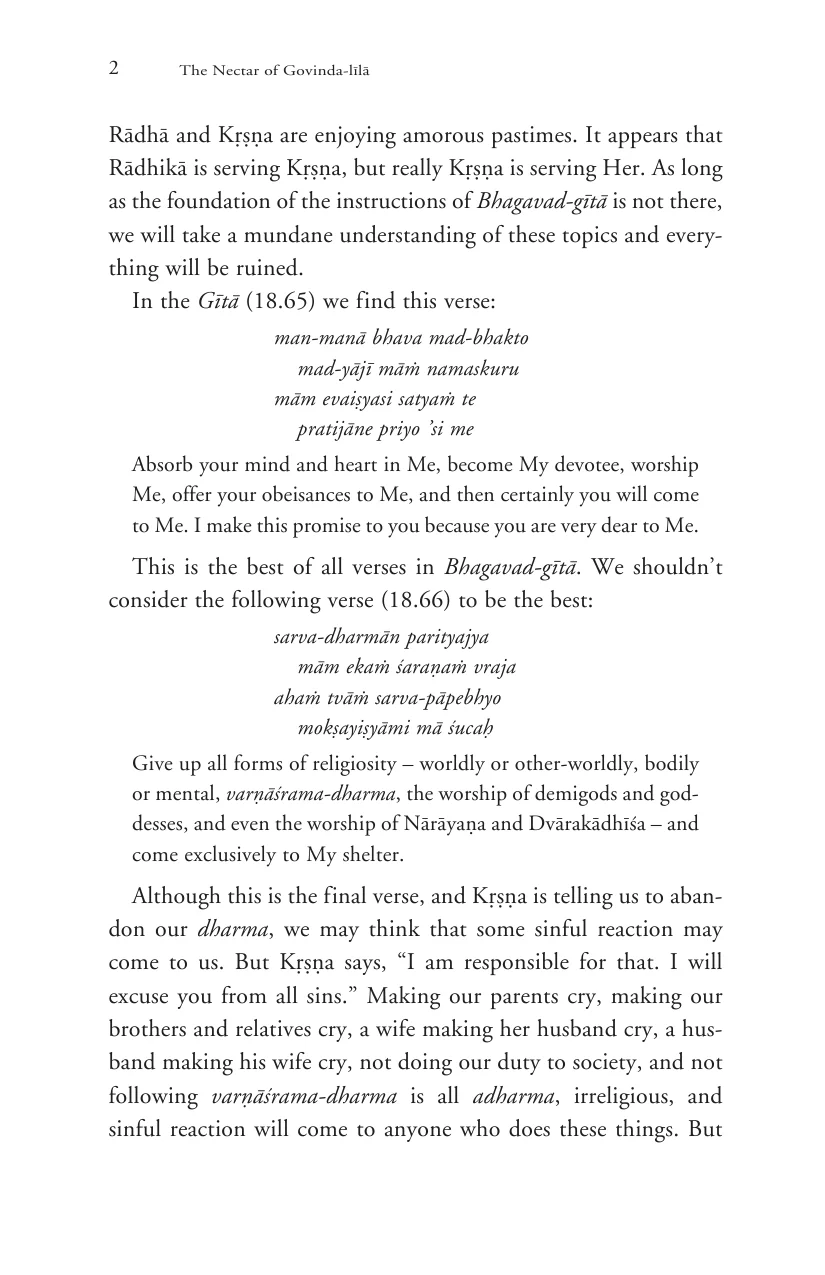 2 The Nectar of Govinda-līlā
Rādhā and Kṛṣṇa are enjoying amorous pastimes. It appears that
Rādhikā is serving Kṛṣṇa, but really Kṛṣṇa is serving Her. As long
as the foundation of the instructions of Bhagavad-gītā is not there,
we will take a mundane understanding of these topics and every-
thing will be ruined.
In the Gītā (18.65) we find this verse:
man-manā bhava mad-bhakto
mad-yājī māṁ namaskuru
mām evaiṣyasi satyaṁ te
pratijāne priyo ’si me
Absorb your mind and heart in Me, become My devotee, worship
Me, offer your obeisances to Me, and then certainly you will come
to Me. I make this promise to you because you are very dear to Me.
This is the best of all verses in Bhagavad-gītā. We shouldn’t
consider the following verse (18.66) to be the best:
sarva-dharmān parityajya
mām ekaṁ śaraṇaṁ vraja
ahaṁ tvāṁ sarva-pāpebhyo
mokṣayiṣyāmi mā śucaḥ
Give up all forms of religiosity – worldly or other-worldly, bodily
or mental, varṇāśrama-dharma, the worship of demigods and god-
desses, and even the worship of Nārāyaṇa and Dvārakādhīśa – and
come exclusively to My shelter.
Although this is the final verse, and Kṛṣṇa is telling us to aban-
don our dharma, we may think that some sinful reaction may
come to us. But Kṛṣṇa says, “I am responsible for that. I will
excuse you from all sins.” Making our parents cry, making our
brothers and relatives cry, a wife making her husband cry, a hus-
band making his wife cry, not doing our duty to society, and not
following varṇāśrama-dharma is all adharma, irreligious, and
sinful reaction will come to anyone who does these things. But